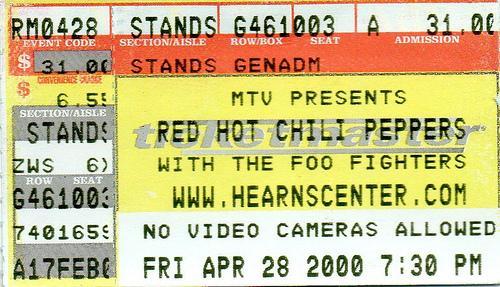 RM0428 STANDS G461003 A 31.00
EVENT CODE SECTION/AISLE ROW/BOX SEAT ADMISSION
$ 31.00 STANDS GENADM
CONVENIENCE CHARGE
$ 6.55 MTV PRESENTS
SECTION/AISLE
STANDS RED HOT CHILI PEPPERS
ticketmaster
ZWS 6) WITH THE FOO FIGHTERS
ROW SEAT
G461003 WWW.HEARNSCENTER.COM
7401659 NO VIDEO CAMERAS ALLOWED
A17FEB0 FRI APR 28 2000 7:30 PM